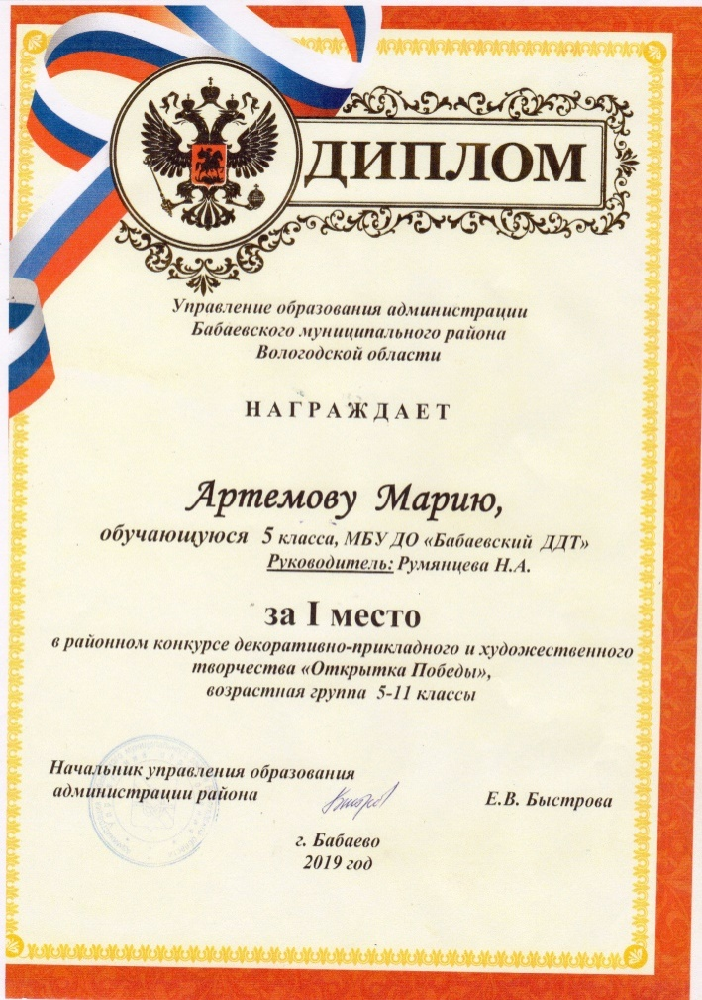 ДИПЛОМ
Управление образования администрации
Бабаевского муниципального района
Вологодской области
НАГРАЖДАЕТ
Артемову Марию,
обучающуюся 5 класса, МБУ ДО «Бабаевский ДДТ»
Руководитель: Румянцева Н.А.
за I место
в районном конкурсе декоративно-прикладного и художественного
творчества «Открытка Победы»,
возрастная группа 5-11 классы
Начальник управления образования
администрации района Е.В. Быстрова
г. Бабаево
2019 год